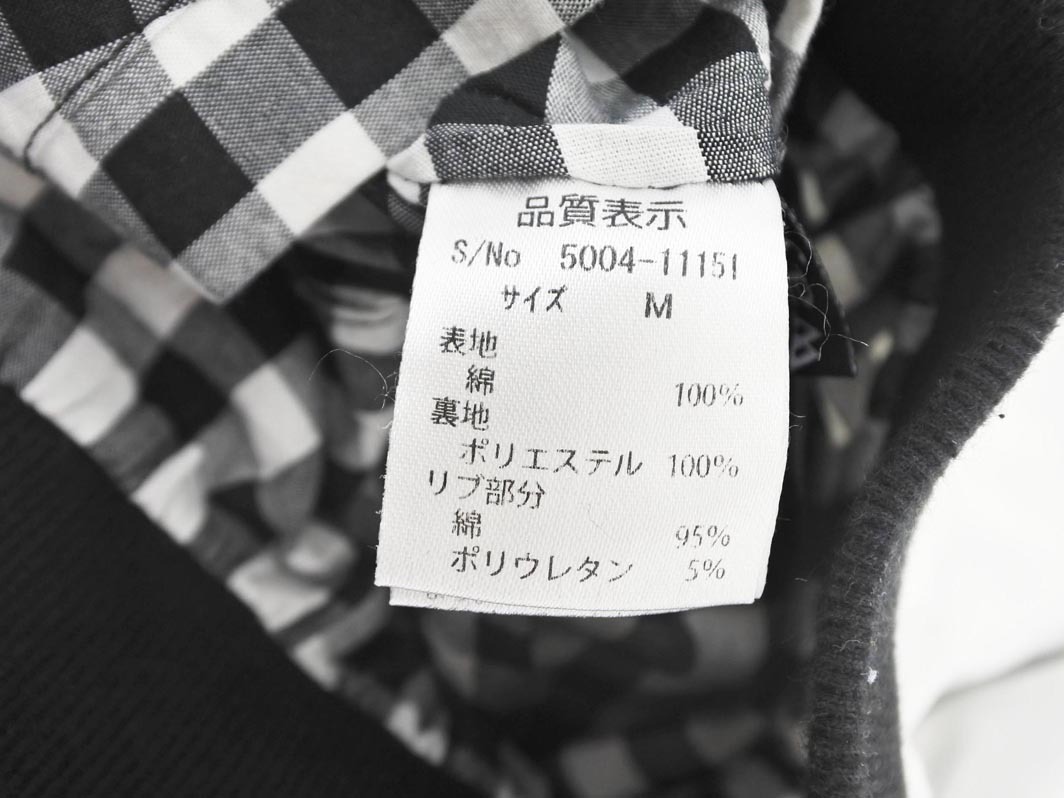 品質表示
S/No 5004-11151
サイズ M
表地
綿 100%
裏地
ポリエステル 100%
リブ部分
綿 95%
ポリウレタン 5%